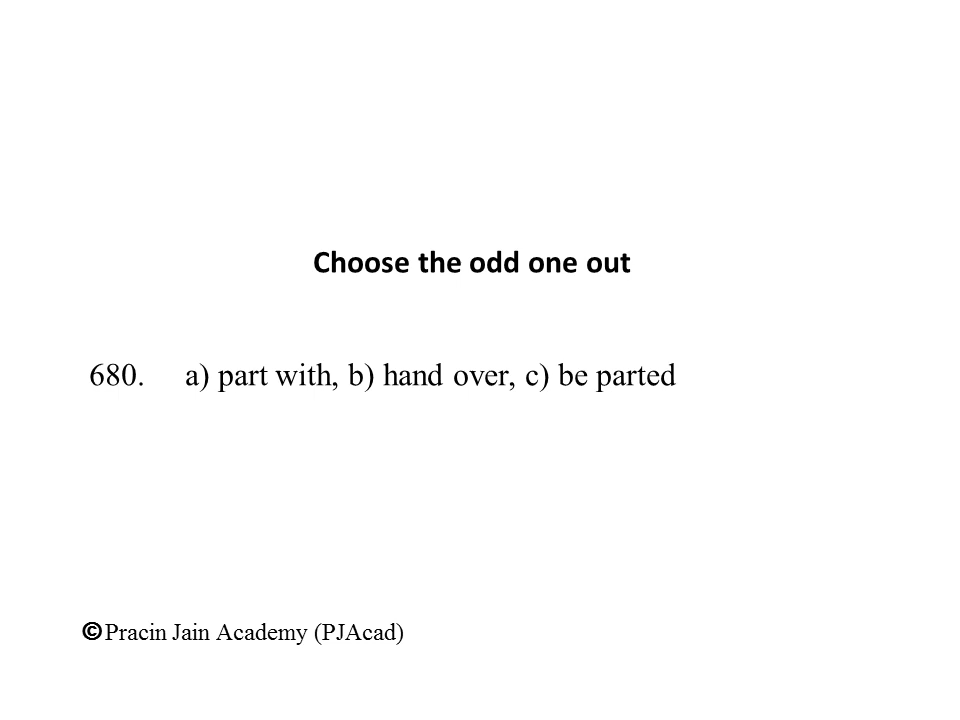 Choose the odd one out
680. a) part with, b) hand over, c) be parted
©Pracin Jain Academy (PJAcad)